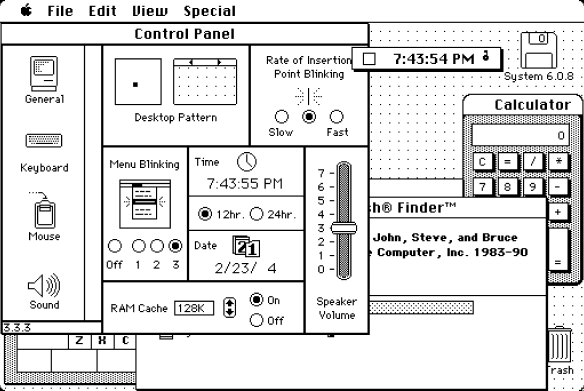 File Edit View Special
Control Panel
General
Keyboard
Mouse
Sound
3.3.3
Desktop Pattern
Rate of Insertion
Point Blinking
Slow Fast
Menu Blinking
Off 1 2 3
Time
7:43:55 PM
12hr. 24hr.
Date
21
2/23/ 4
RAM Cache 128K On
Off
7
6
5
4
3
2
1
0
Speaker
Volume
7:43:54 PM
System 6.0.8
Calculator
0
C = / *
7 8 9 -
+
=
sh® Finder™
John, Steve, and Bruce
e Computer, Inc. 1983-90
Z X C
Trash